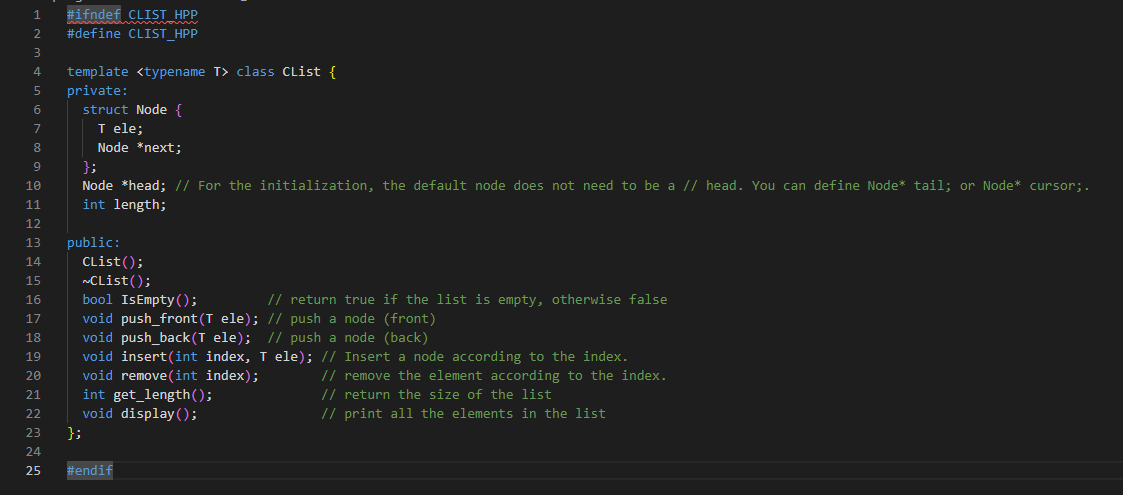 1 #ifndef CLIST_HPP
2 #define CLIST_HPP
3
4 template <typename T> class CList {
5 private:
6   struct Node {
7     T ele;
8     Node *next;
9   };
10   Node *head; // For the initialization, the default node does not need to be a // head. You can define Node* tail; or Node* cursor;.
11   int length;
12
13 public:
14   CList();
15   ~CList();
16   bool IsEmpty();         // return true if the list is empty, otherwise false
17   void push_front(T ele); // push a node (front)
18   void push_back(T ele);  // push a node (back)
19   void insert(int index, T ele); // Insert a node according to the index.
20   void remove(int index);        // remove the element according to the index.
21   int get_length();              // return the size of the list
22   void display();                // print all the elements in the list
23 };
24
25 #endif